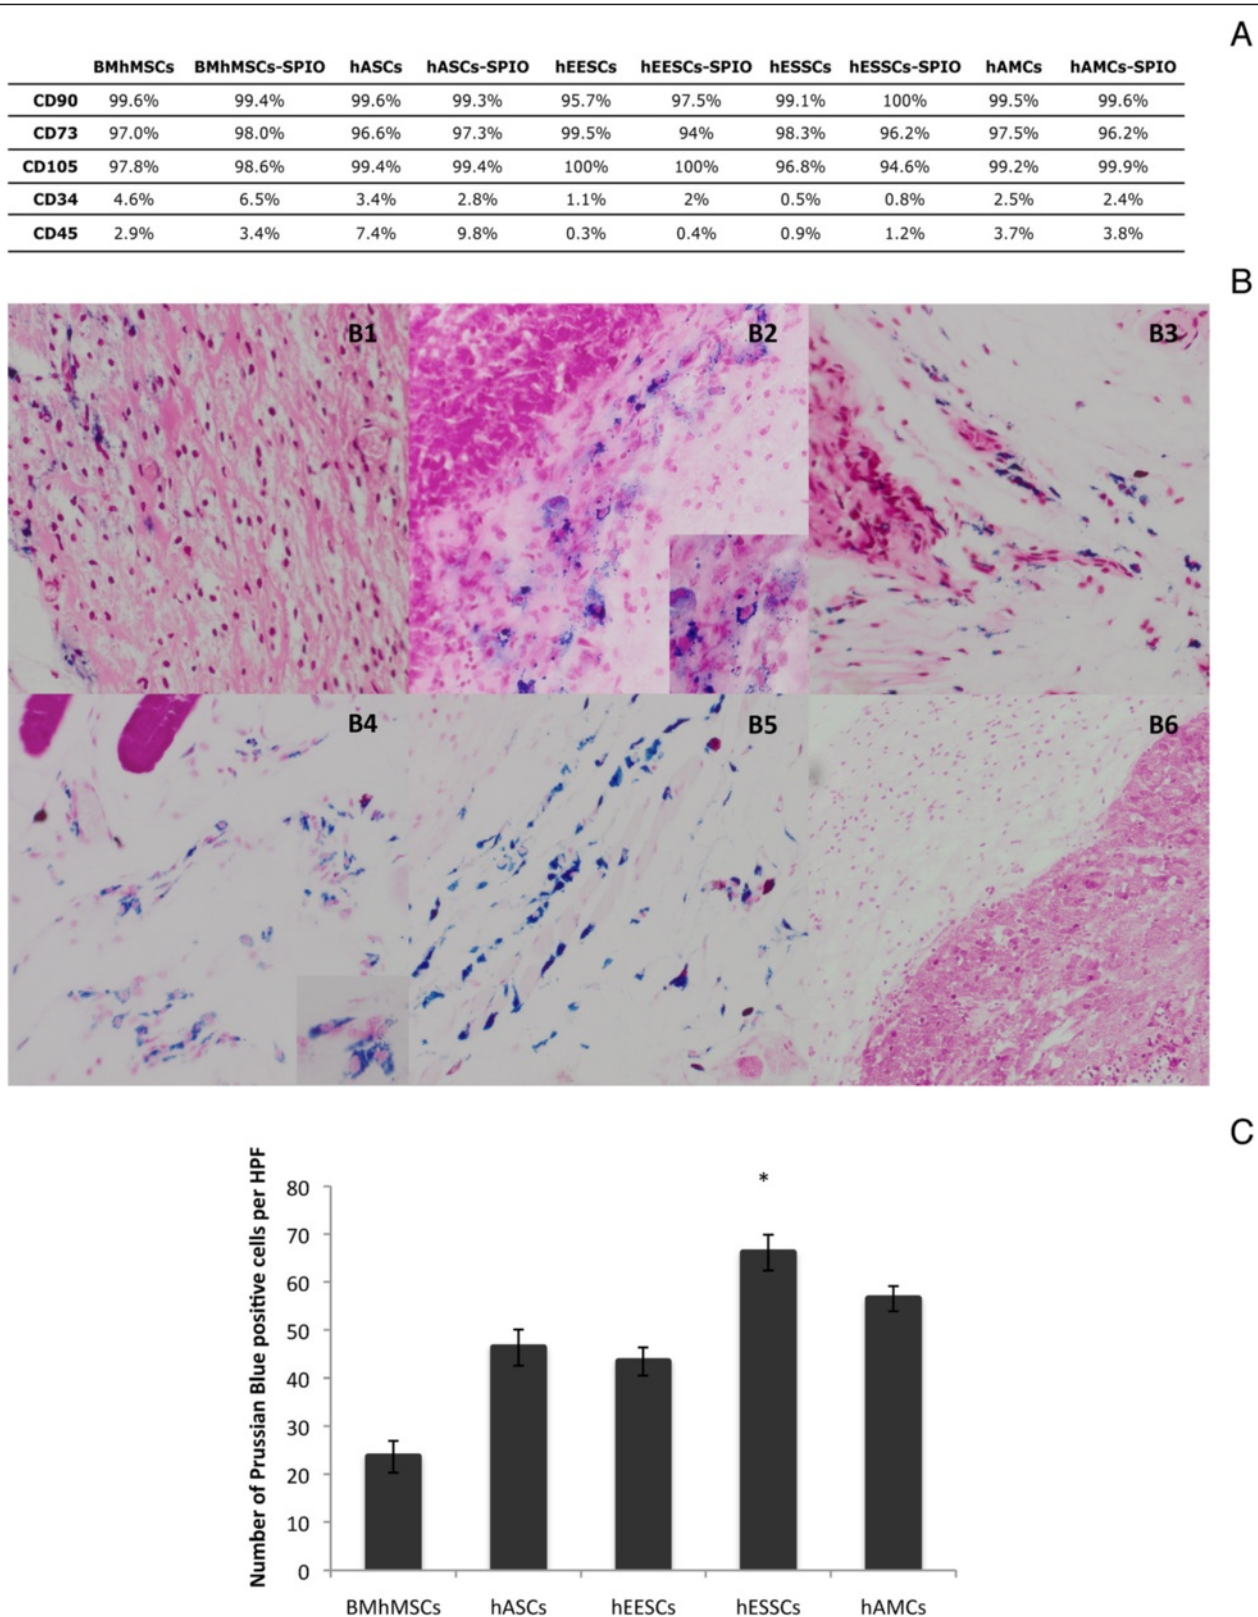 A
BMhMSCs BMhMSCs-SPIO hASCs hASCs-SPIO hEESCs hEESCs-SPIO hESSCs hESSCs-SPIO hAMCs hAMCs-SPIO
CD90 99.6% 99.4% 99.6% 99.3% 95.7% 97.5% 99.1% 100% 99.5% 99.6%
CD73 97.0% 98.0% 96.6% 97.3% 99.5% 94% 98.3% 96.2% 97.5% 96.2%
CD105 97.8% 98.6% 99.4% 99.4% 100% 100% 96.8% 94.6% 99.2% 99.9%
CD34 4.6% 6.5% 3.4% 2.8% 1.1% 2% 0.5% 0.8% 2.5% 2.4%
CD45 2.9% 3.4% 7.4% 9.8% 0.3% 0.4% 0.9% 1.2% 3.7% 3.8%
B
B1 B2 B3
B4 B5 B6
C
Number of Prussian Blue positive cells per HPF
*
80
70
60
50
40
30
20
10
0
BMhMSCs hASCs hEESCs hESSCs hAMCs